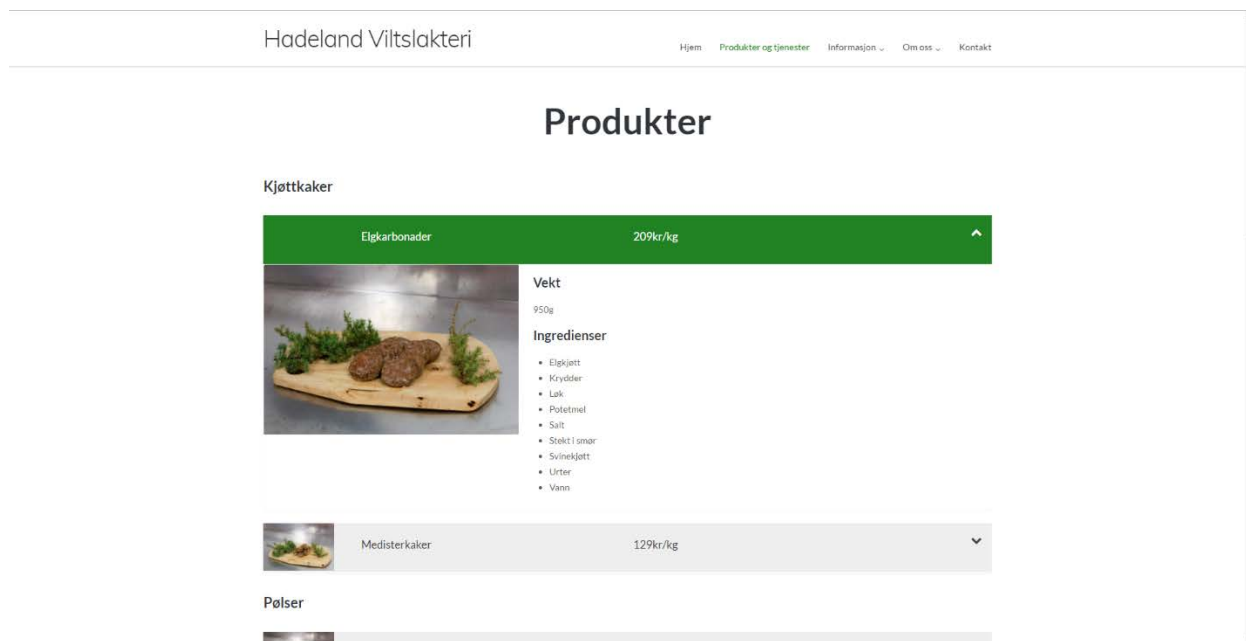 Hadeland Viltslakteri
Hjem Produkter og tjenester Informasjon Om oss Kontakt
Produkter
Kjøttkaker
Elgkarbonader 209kr/kg
Vekt
950g
Ingredienser
Elgkjøtt
Krydder
Løk
Potetmel
Salt
Stekt i smør
Svinekjøtt
Urter
Vann
Medisterkaker 129kr/kg
Pølser